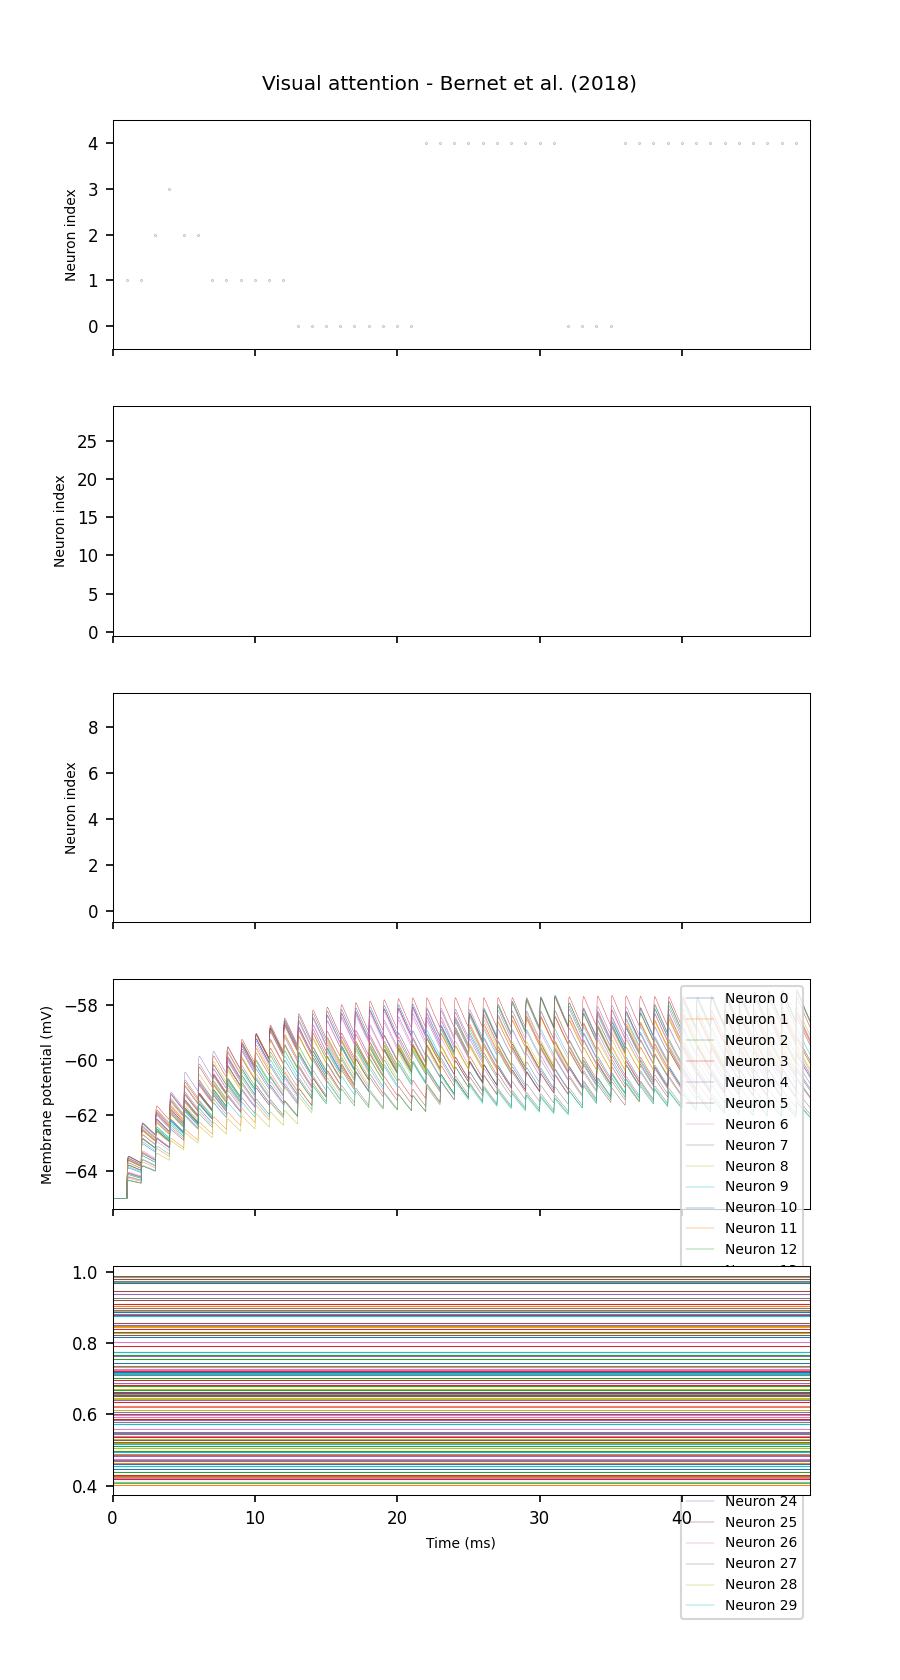 Visual attention - Bernet et al. (2018)
4
3
2
1
0
Neuron index
25
20
15
10
5
0
Neuron index
8
6
4
2
0
Neuron index
−58
−60
−62
−64
Membrane potential (mV)
Neuron 0
Neuron 1
Neuron 2
Neuron 3
Neuron 4
Neuron 5
Neuron 6
Neuron 7
Neuron 8
Neuron 9
Neuron 10
Neuron 11
Neuron 12
1.0
0.8
0.6
0.4
0 10 20 30 40
Time (ms)
Neuron 24
Neuron 25
Neuron 26
Neuron 27
Neuron 28
Neuron 29